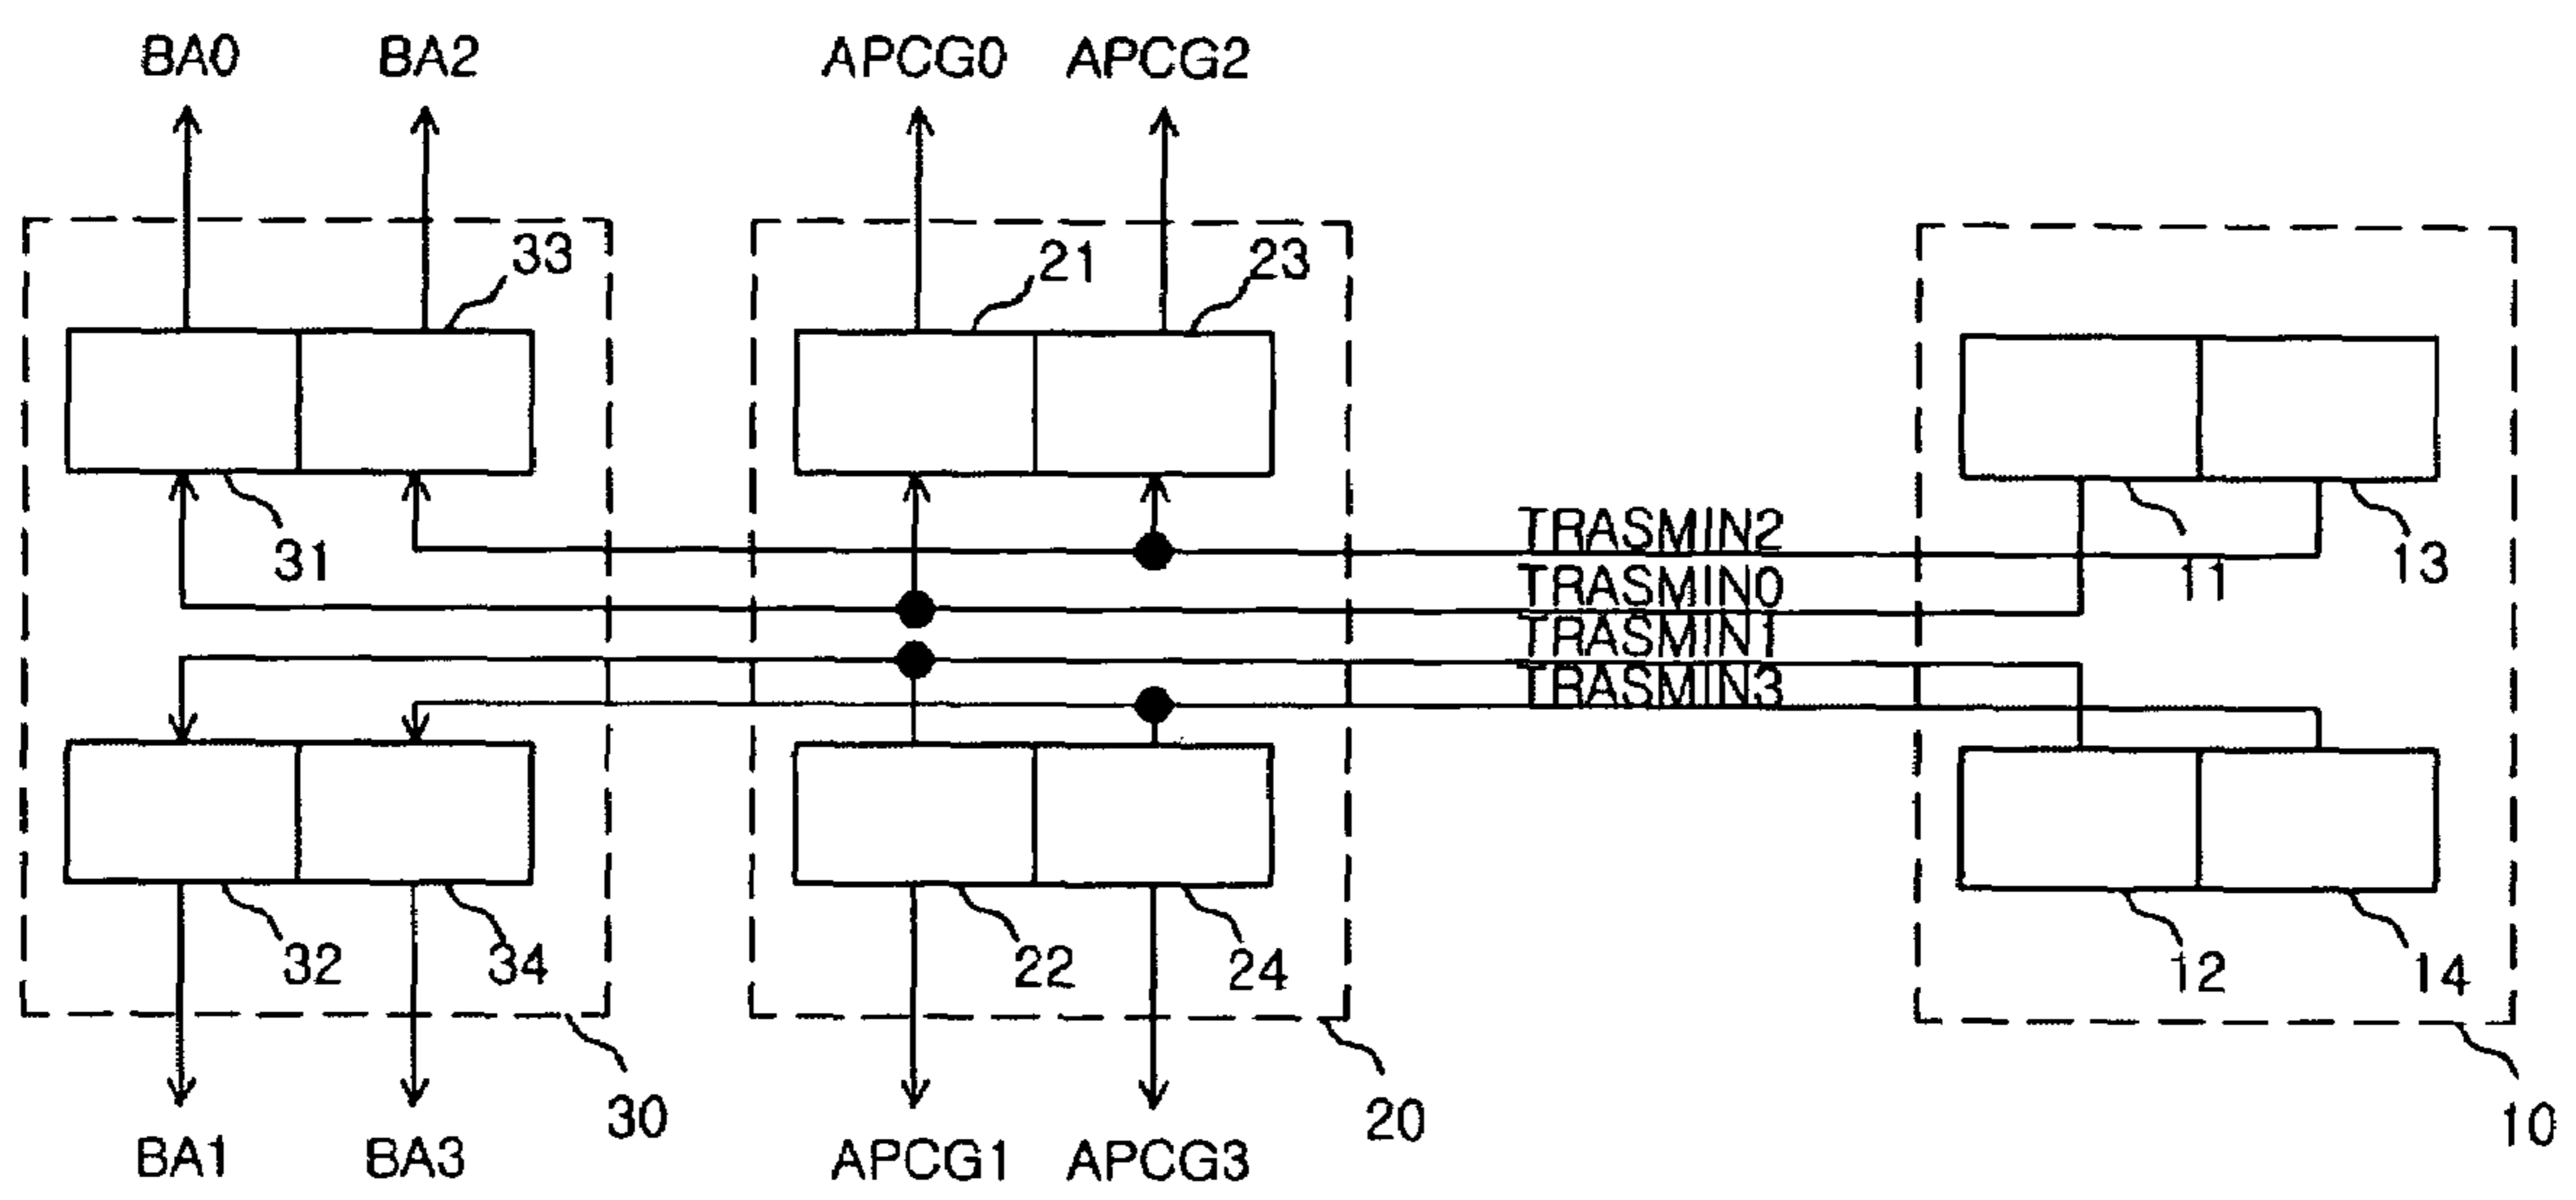 BA0 BA2 APCG0 APCG2
33 21 23
31 TRASMIN2 11 13
TRASMIN0
TRASMIN1
TRASMIN3
32 34 22 24 12 14
30 20 10
BA1 BA3 APCG1 APCG3